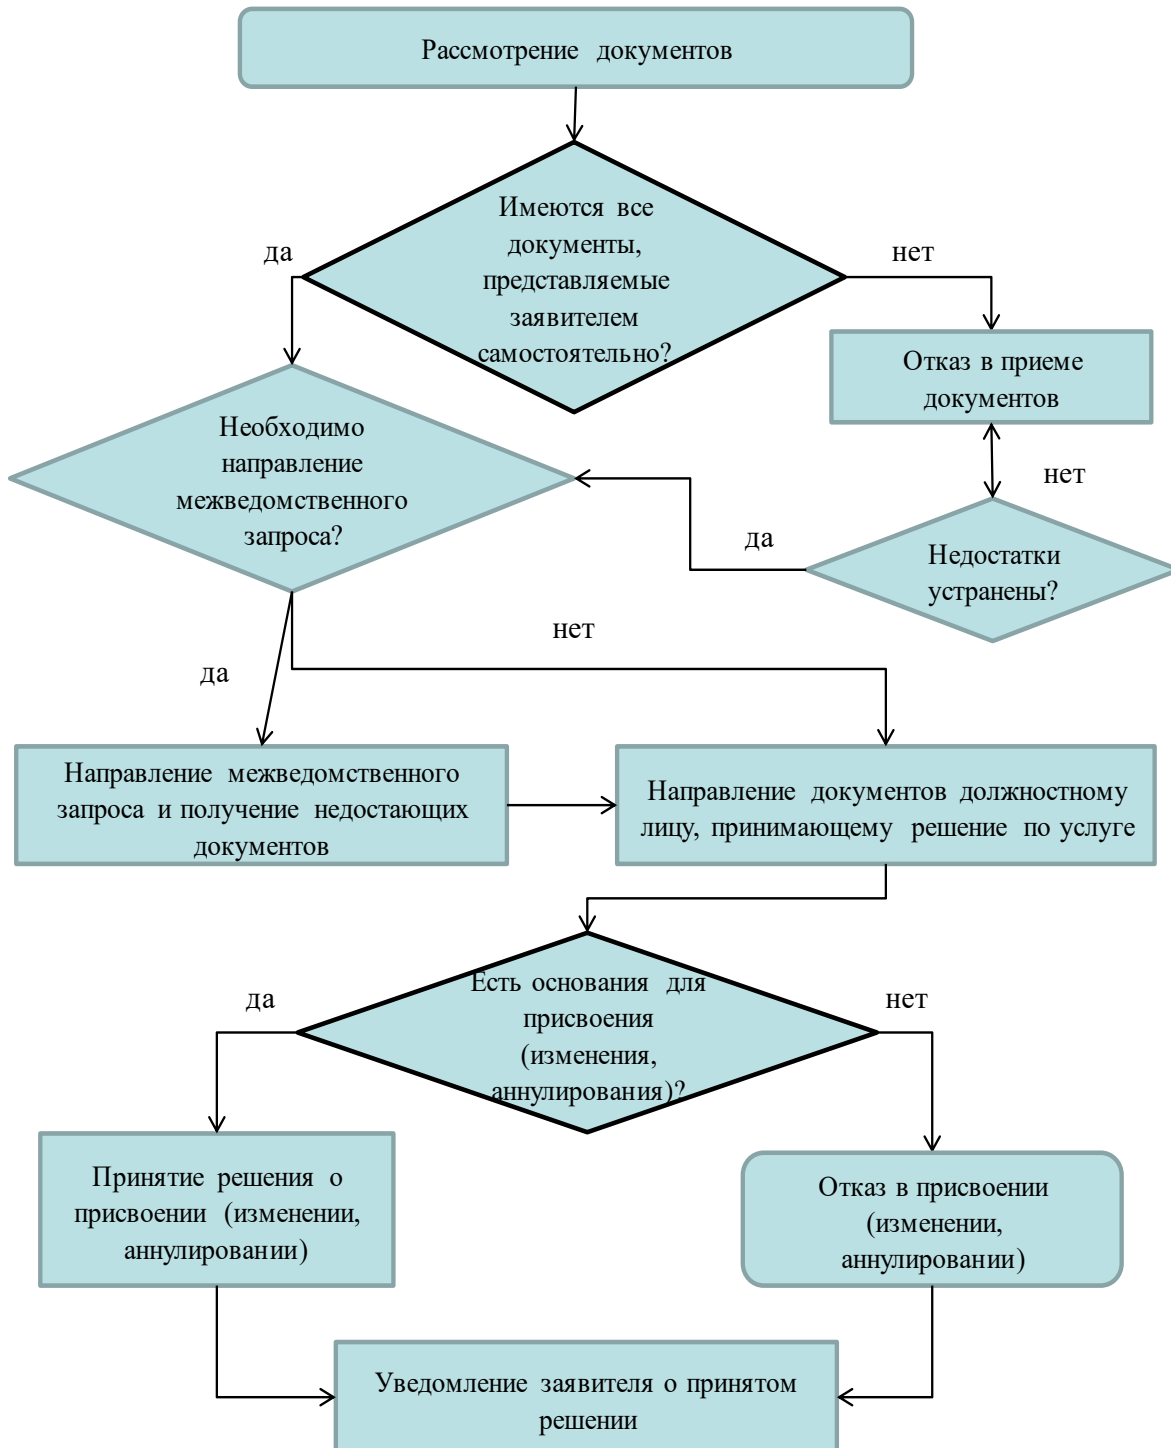 Рассмотрение документов
Имеются все
документы,
представляемые
заявителем
самостоятельно?
да
нет
Отказ в приеме
документов
Необходимо
направление
межведомственного
запроса?
нет
да
Недостатки
устранены?
нет
да
Направление межведомственного
запроса и получение недостающих
документов
Направление документов должностному
лицу, принимающему решение по услуге
Есть основания для
присвоения
(изменения,
аннулирования)?
да
нет
Принятие решения о
присвоении (изменении,
аннулировании)
Отказ в присвоении
(изменении,
аннулировании)
Уведомление заявителя о принятом
решении